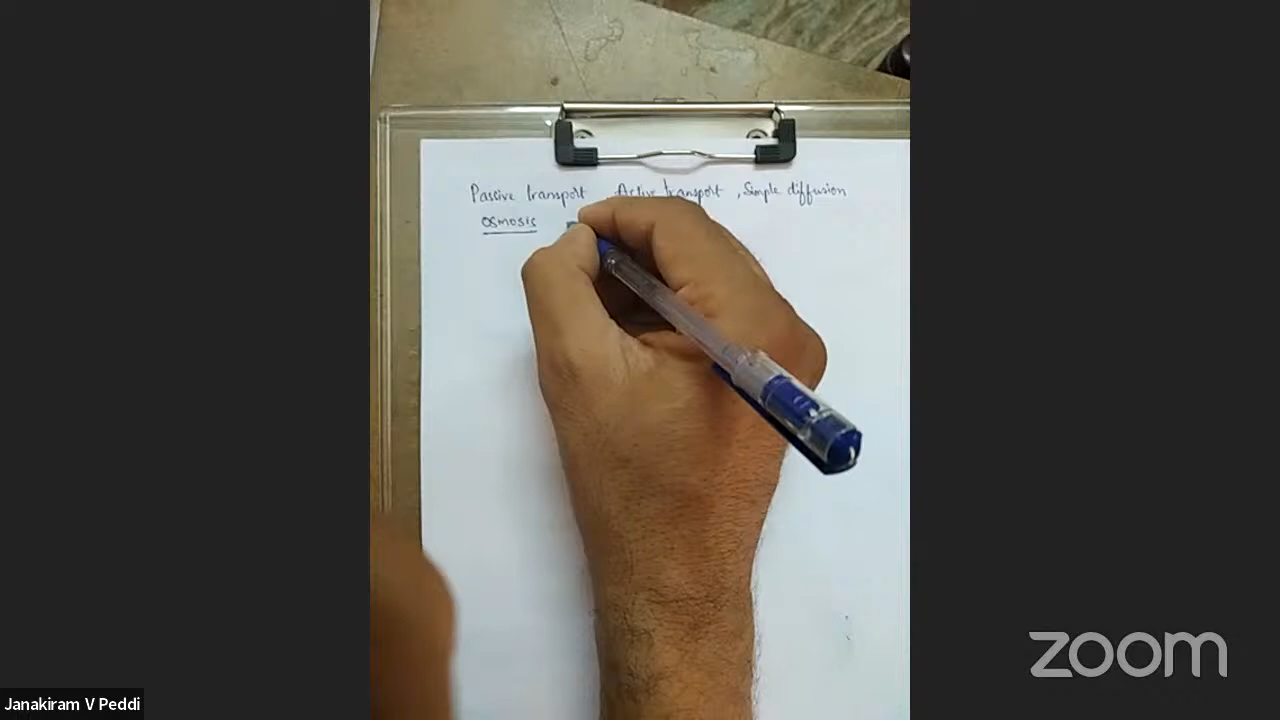 Passive transport Active transport , Simple diffusion
osmosis
zoom
Janakiram V Peddi